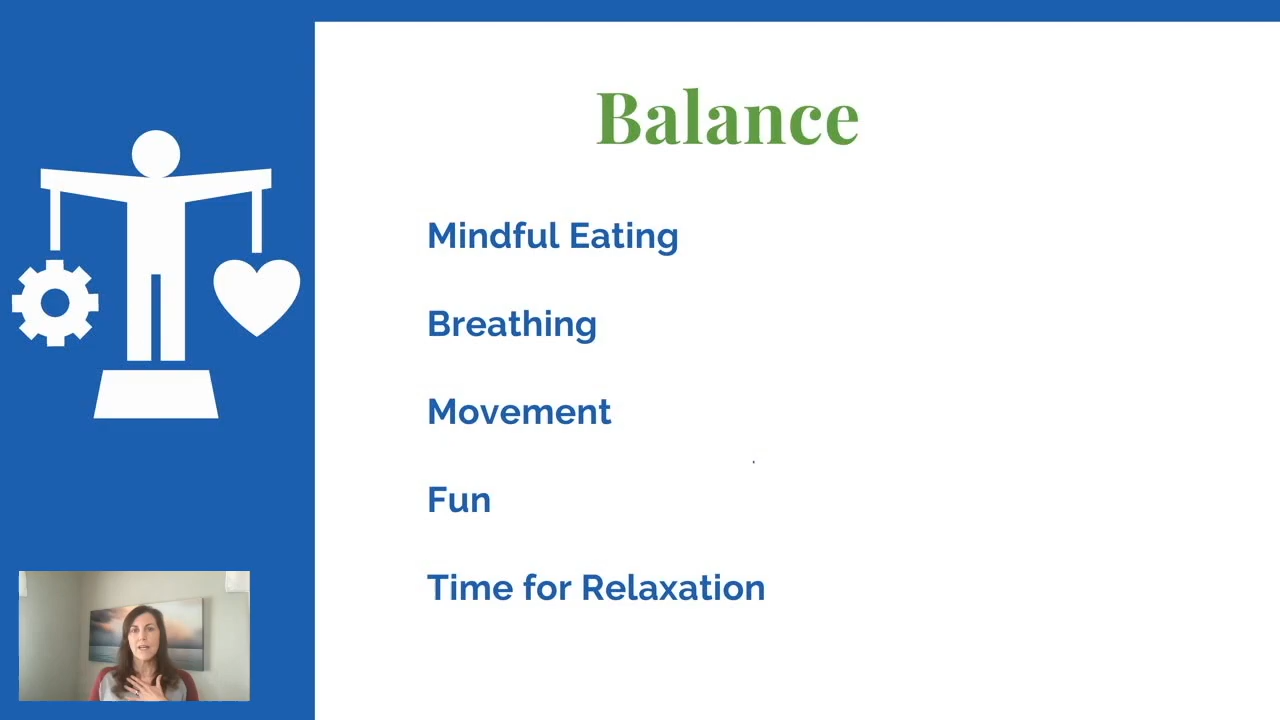 Balance
Mindful Eating
Breathing
Movement
Fun
Time for Relaxation